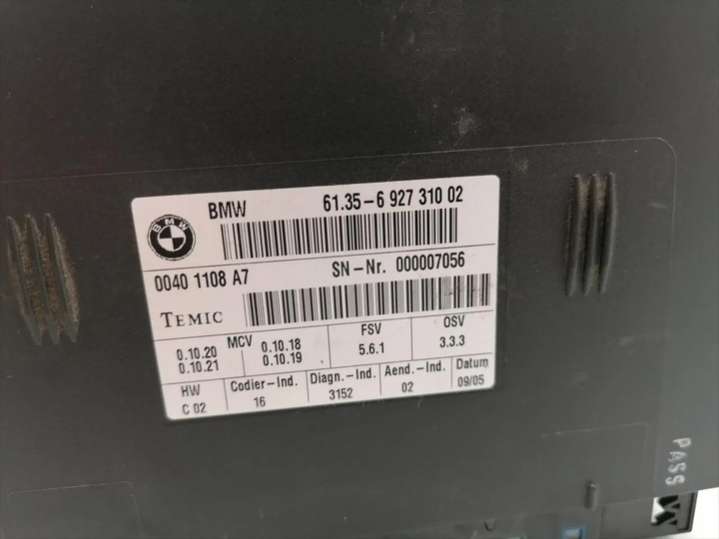 BMW
BMW 61.35-6 927 310 02
0040 1108 A7 SN-Nr. 000007056
TEMIC
0.10.20 MCV 0.10.18 FSV OSV
0.10.21 0.10.19 5.6.1 3.3.3
HW Codier-Ind. Diagn.-Ind. Aend.-Ind. Datum
C 02 16 3152 02 09/05
PASS